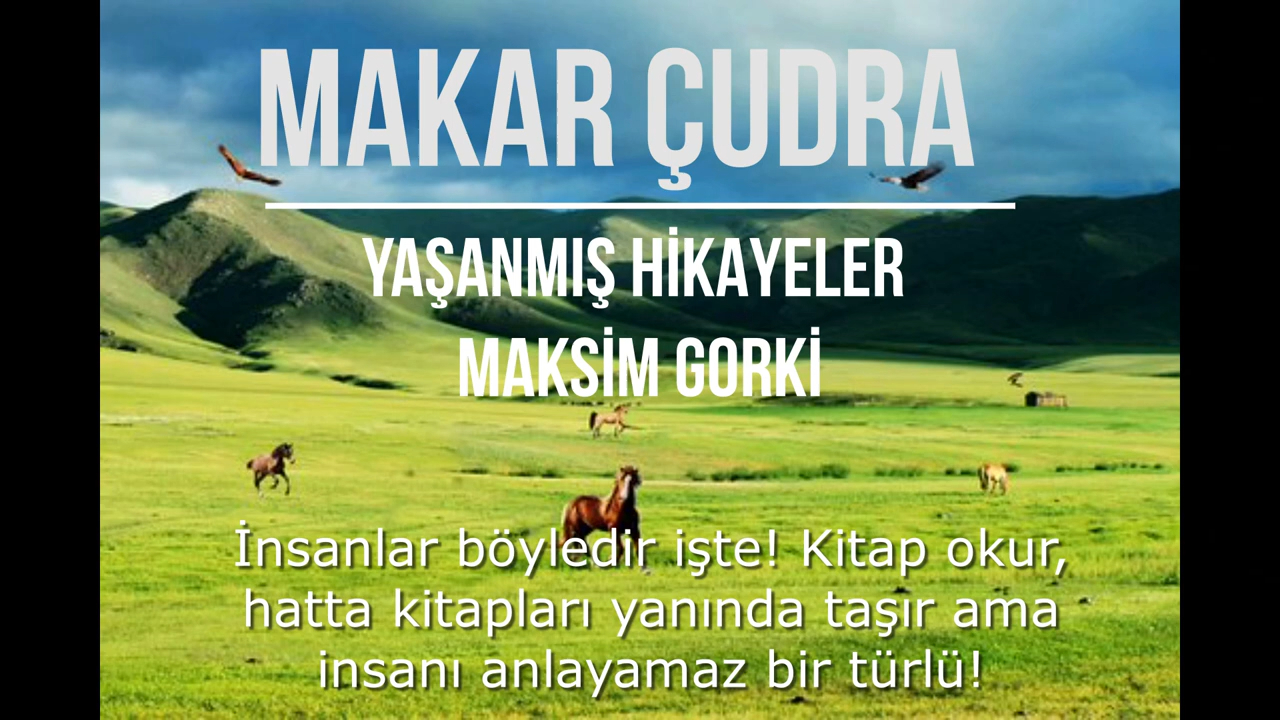 MAKAR ÇUDRA
YAŞANMIŞ HİKAYELER
MAKSİM GORKİ
İnsanlar böyledir işte! Kitap okur,
hatta kitapları yanında taşır ama
insanı anlayamaz bir türlü!